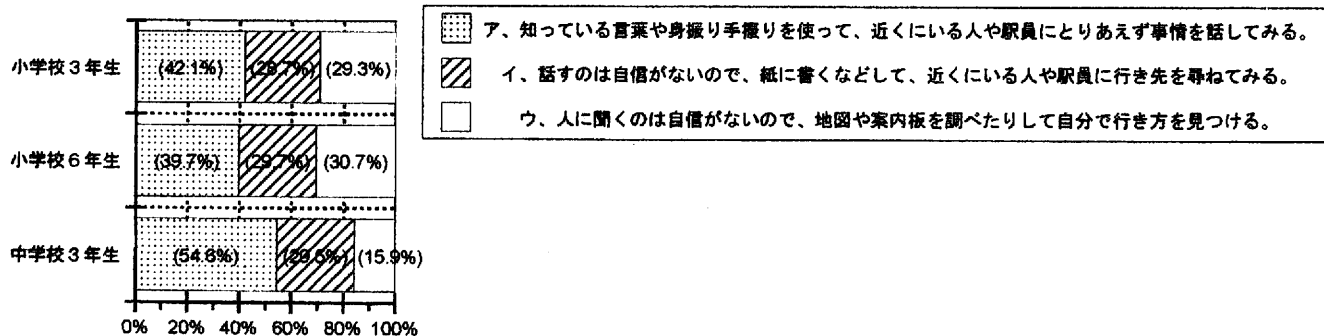 小学校3年生
(42.1%) (28.7%) (29.3%)
小学校6年生
(39.7%) (29.7%) (30.7%)
中学校3年生
(54.6%) (29.5%) (15.9%)
0% 20% 40% 60% 80% 100%
ア、知っている言葉や身振り手振りを使って、近くにいる人や駅員にとりあえず事情を話してみる。
イ、話すのは自信がないので、紙に書くなどして、近くにいる人や駅員に行き先を尋ねてみる。
ウ、人に聞くのは自信がないので、地図や案内板を調べたりして自分で行き方を見つける。